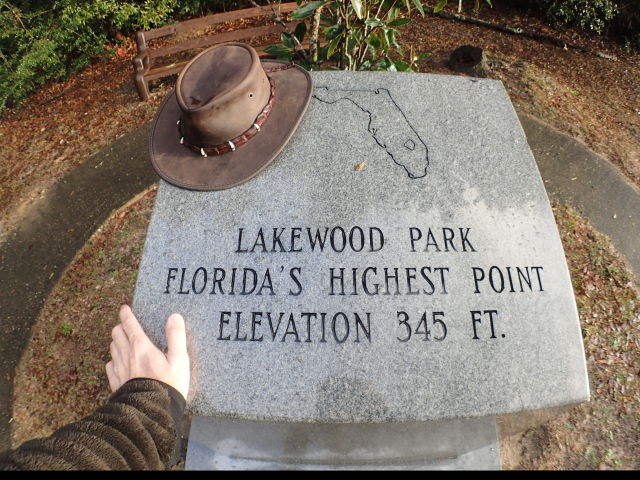 LAKEWOOD PARK
FLORIDA'S HIGHEST POINT
ELEVATION 345 FT.